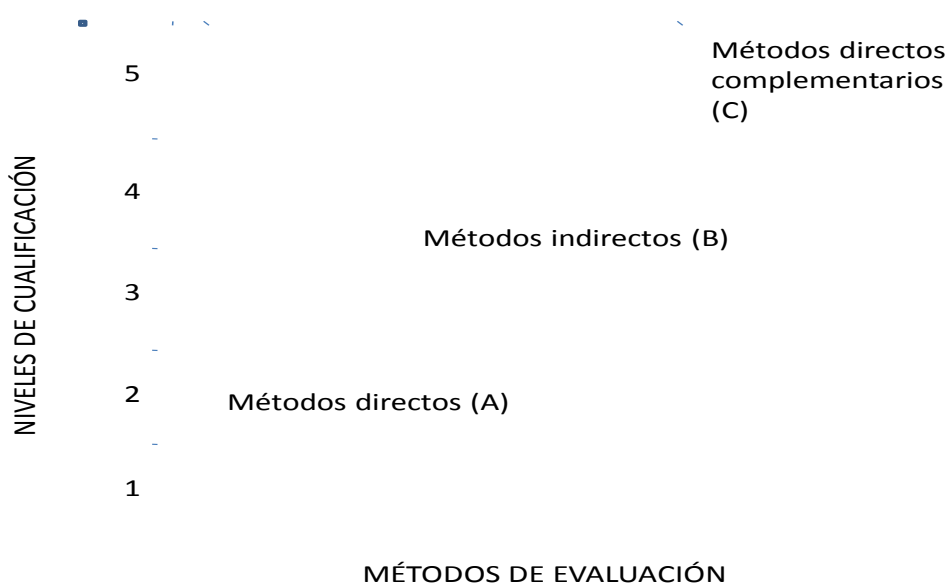 Métodos directos
complementarios
(C)
5
4
Métodos indirectos (B)
3
2
Métodos directos (A)
1
NIVELES DE CUALIFICACIÓN
MÉTODOS DE EVALUACIÓN